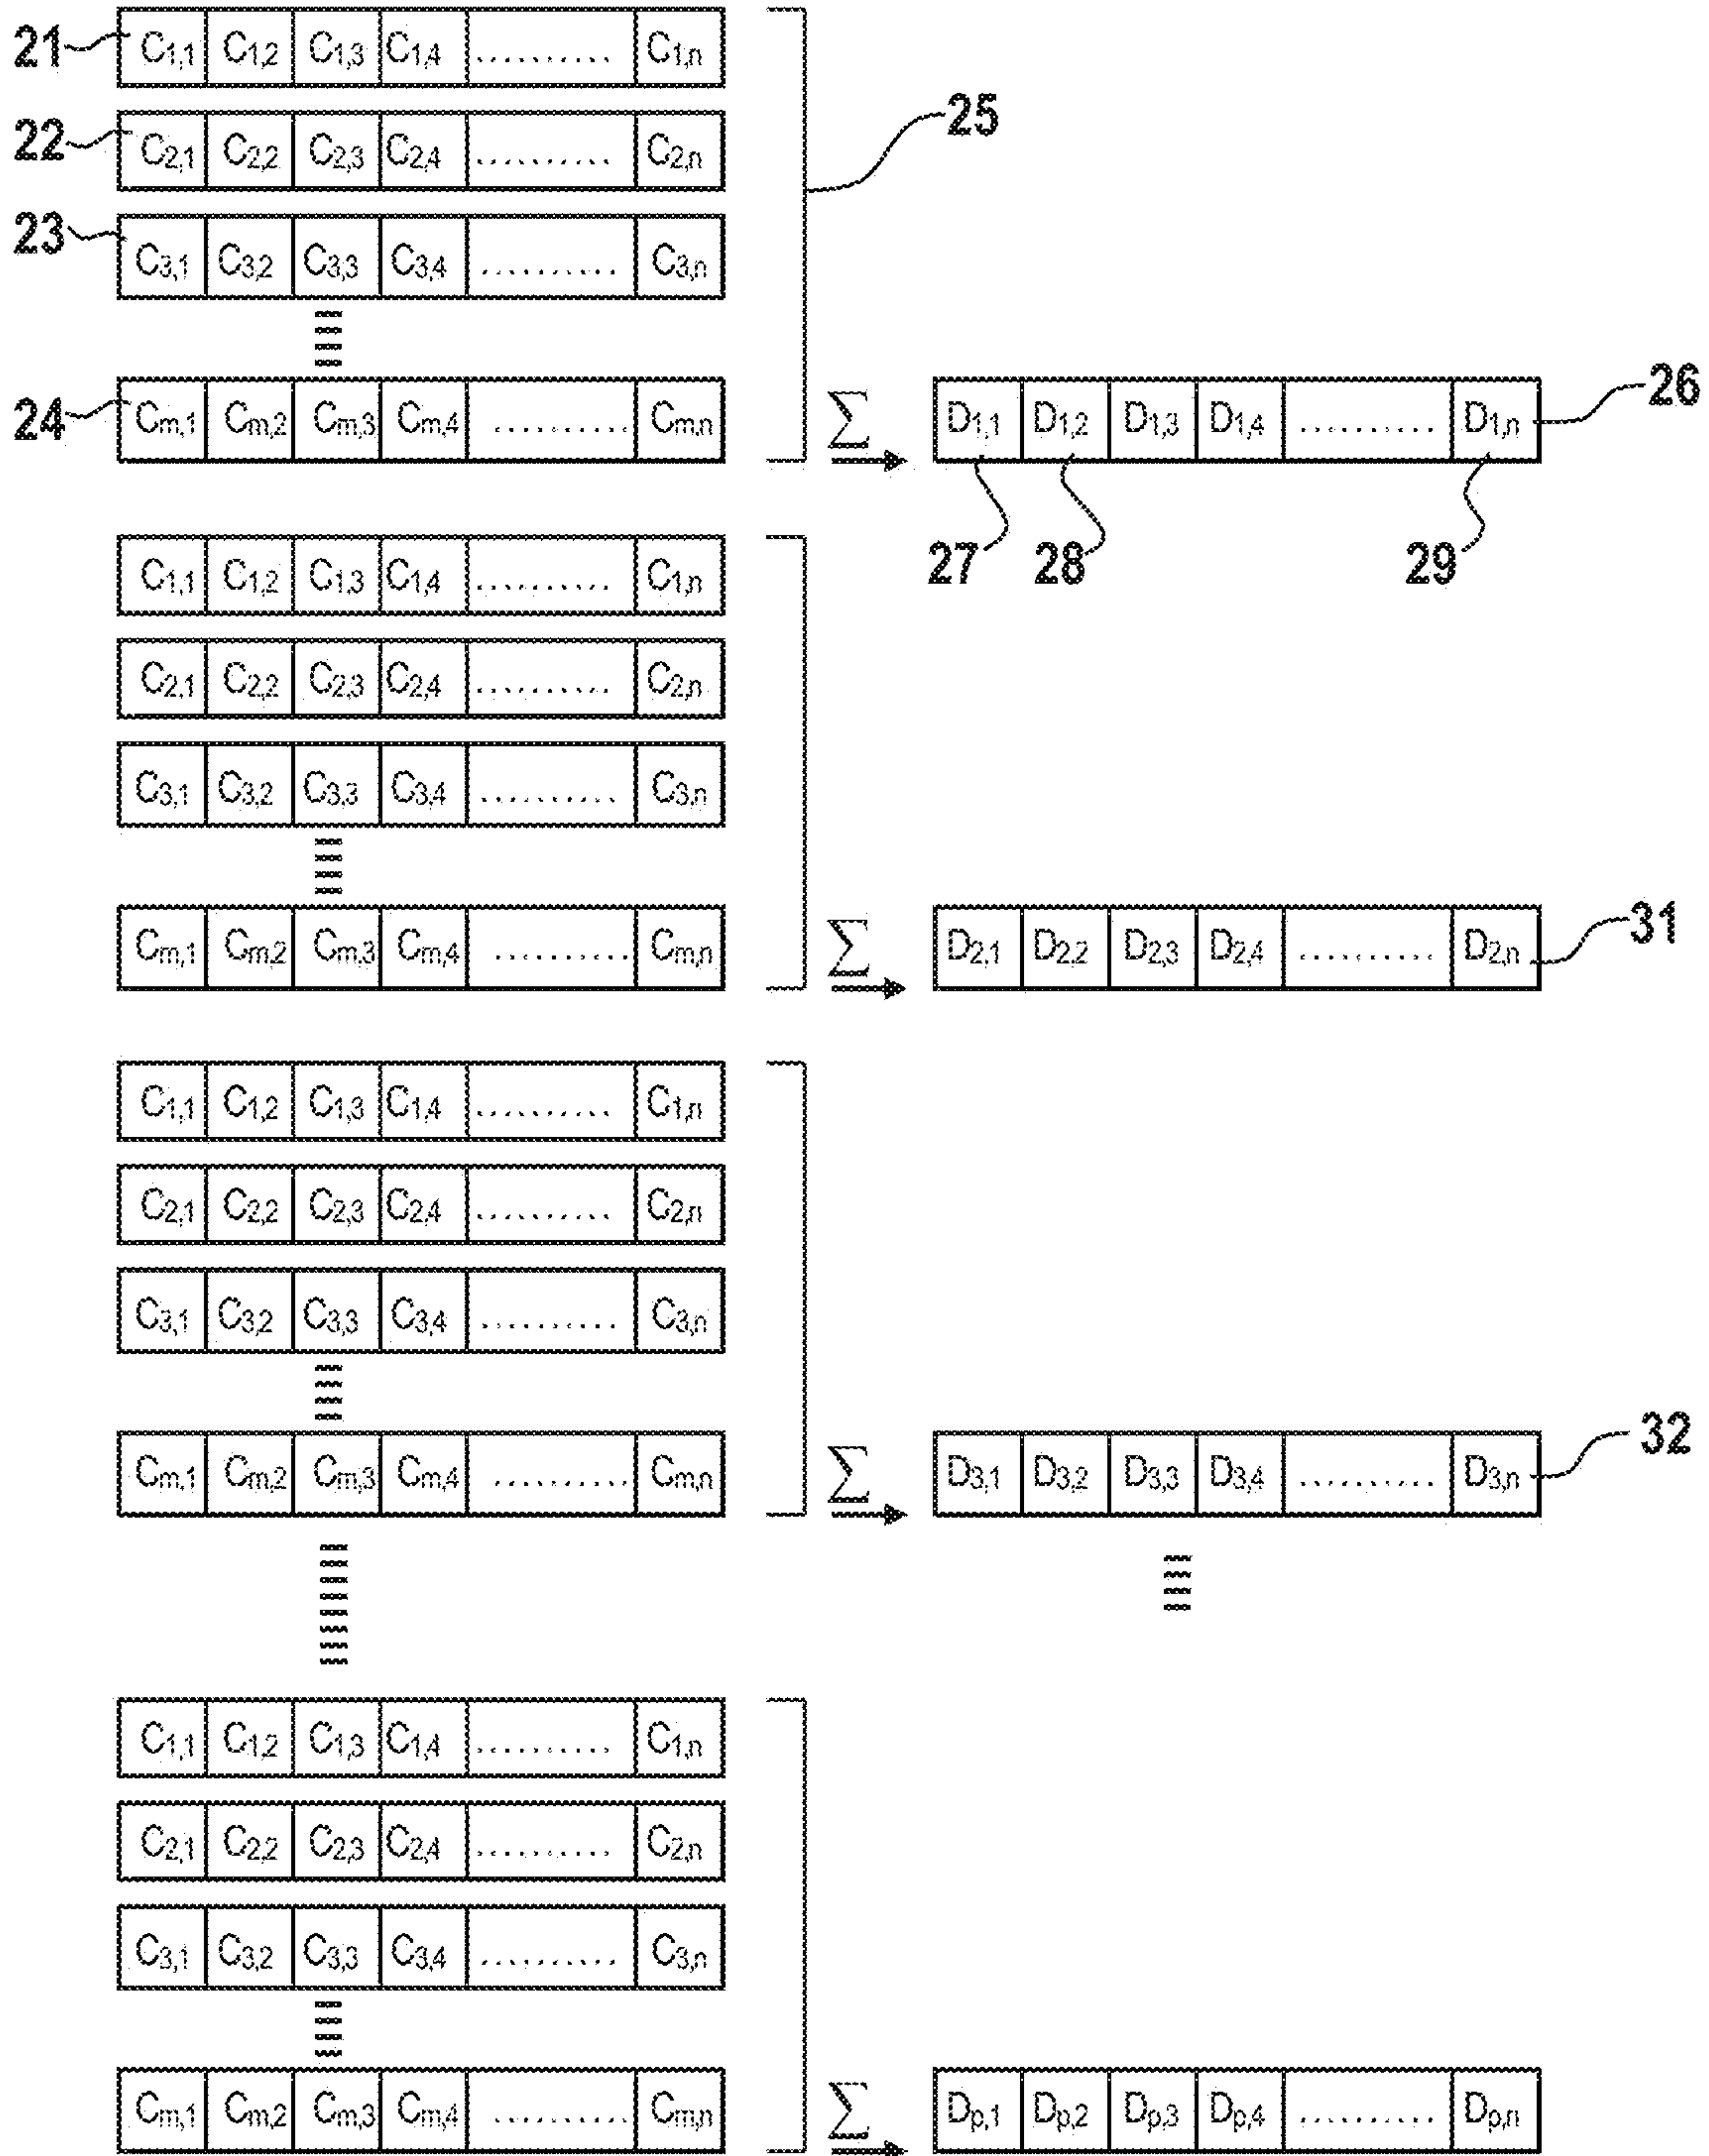 21 C1,1 C1,2 C1,3 C1,4 .......... C1,n
25
22 C2,1 C2,2 C2,3 C2,4 .......... C2,n
23 C3,1 C3,2 C3,3 C3,4 .......... C3,n
24 Cm,1 Cm,2 Cm,3 Cm,4 .......... Cm,n ∑ D1,1 D1,2 D1,3 D1,4 .......... D1,n 26
27 28 29
C1,1 C1,2 C1,3 C1,4 .......... C1,n
C2,1 C2,2 C2,3 C2,4 .......... C2,n
C3,1 C3,2 C3,3 C3,4 .......... C3,n
Cm,1 Cm,2 Cm,3 Cm,4 .......... Cm,n ∑ D2,1 D2,2 D2,3 D2,4 .......... D2,n 31
C1,1 C1,2 C1,3 C1,4 .......... C1,n
C2,1 C2,2 C2,3 C2,4 .......... C2,n
C3,1 C3,2 C3,3 C3,4 .......... C3,n
Cm,1 Cm,2 Cm,3 Cm,4 .......... Cm,n ∑ D3,1 D3,2 D3,3 D3,4 .......... D3,n 32
C1,1 C1,2 C1,3 C1,4 .......... C1,n
C2,1 C2,2 C2,3 C2,4 .......... C2,n
C3,1 C3,2 C3,3 C3,4 .......... C3,n
Cm,1 Cm,2 Cm,3 Cm,4 .......... Cm,n ∑ Dp,1 Dp,2 Dp,3 Dp,4 .......... Dp,n